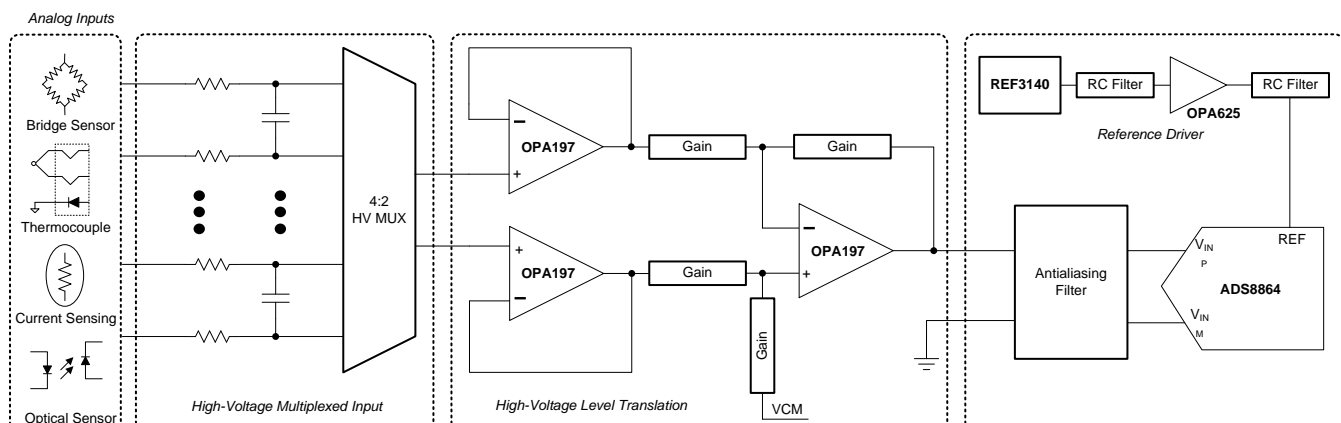 Analog Inputs
Bridge Sensor
Thermocouple
Current Sensing
Optical Sensor
4:2
HV MUX
High-Voltage Multiplexed Input
OPA197
+
Gain
Gain
+
OPA197
Gain
OPA197
+
Gain
VCM
High-Voltage Level Translation
REF3140
RC Filter
OPA625
RC Filter
Reference Driver
Antialiasing
Filter
VIN
P
REF
ADS8864
VIN
M